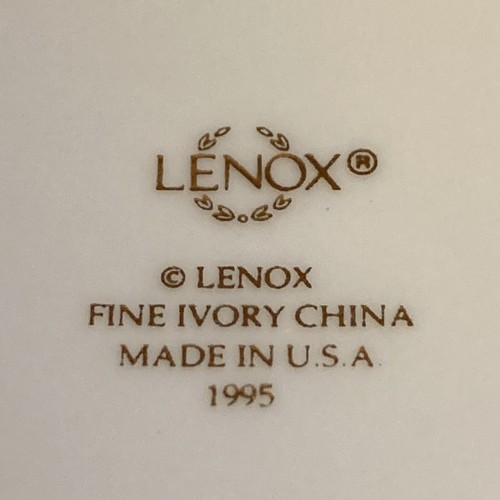 LENOX®
© LENOX
FINE IVORY CHINA
MADE IN U.S.A.
1995